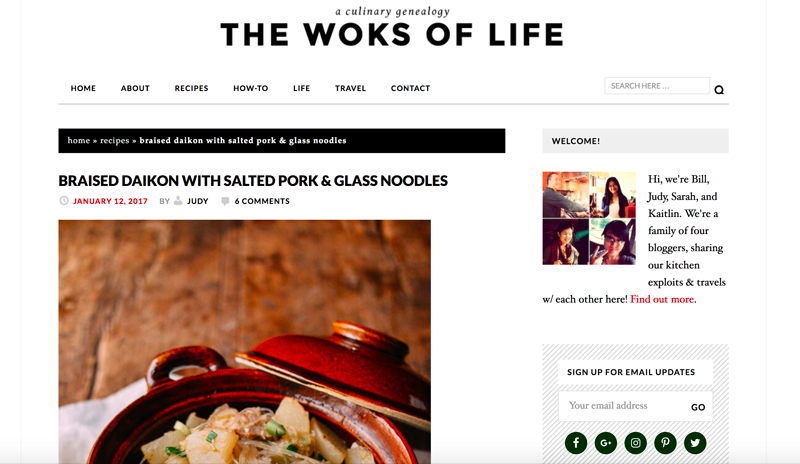 a culinary genealogy
THE WOKS OF LIFE
HOME ABOUT RECIPES HOW-TO LIFE TRAVEL CONTACT
SEARCH HERE ...
home » recipes » braised daikon with salted pork & glass noodles
BRAISED DAIKON WITH SALTED PORK & GLASS NOODLES
JANUARY 12, 2017 BY JUDY 6 COMMENTS
WELCOME!
Hi, we're Bill,
Judy, Sarah, and
Kaitlin. We're a
family of four
bloggers, sharing
our kitchen
exploits & travels
w/ each other here! Find out more.
SIGN UP FOR EMAIL UPDATES
Your email address GO